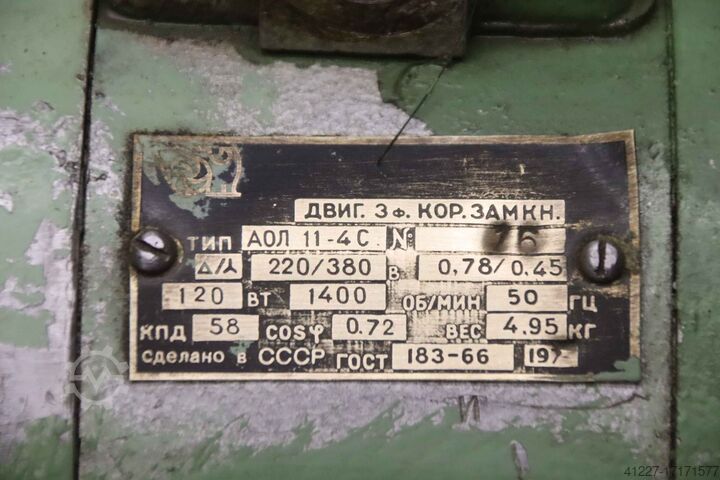 ДВИГ. 3ф. КОР. ЗАМКН.
ТИП АОЛ 11-4 С № 76
Δ/⅄ 220/380 В 0,78/0.45
120 ВТ 1400 ОБ/МИН 50 ГЦ
КПД 58 COSφ 0.72 ВЕС 4.95 КГ
Сделано в СССР ГОСТ 183-66 197
И
41227-17171577